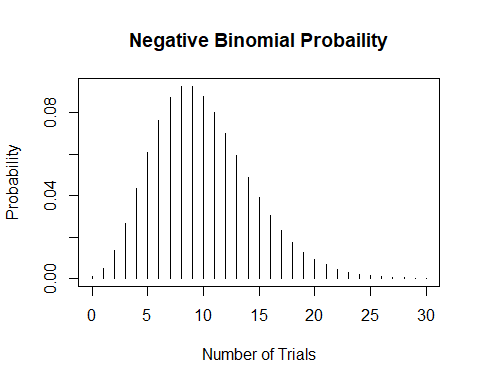 Negative Binomial Probaility
Probability
0.08
0.04
0.00
0 5 10 15 20 25 30
Number of Trials